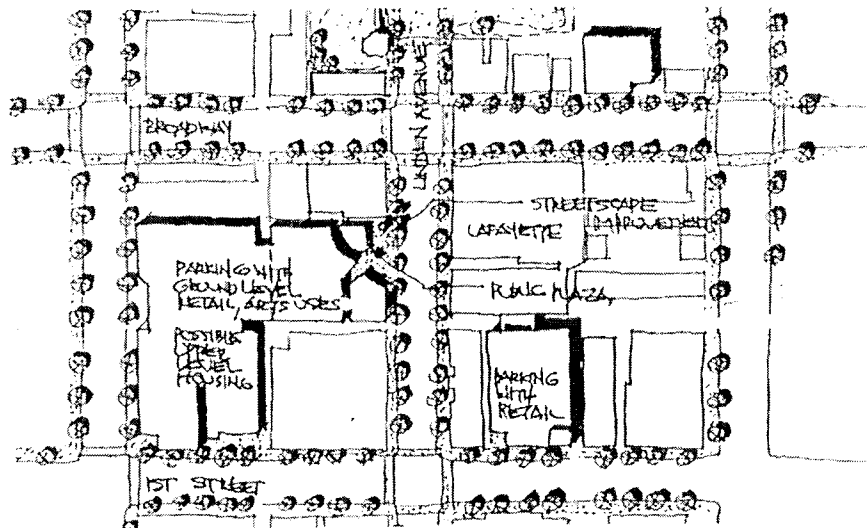 LINDEN AVENUE
BROADWAY
STREETSCAPE
IMPROVEMENTS
LAFAYETTE
PARKING WITH
GROUND LEVEL
RETAIL, ARTS USES
PUBLIC PLAZA
POSSIBLE
UPPER
LEVEL
HOUSING
PARKING
WITH
RETAIL
1ST STREET